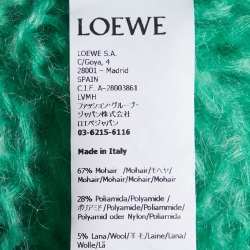 LOEWE
LOEWE S.A.
C/Goya, 4
28001 - Madrid
SPAIN
C.I.F. A-28003861
LVMH
ファッション・グループ・
ジャパン株式会社
ロエベジャパン
03-6215-6116
Made in Italy
67% Mohair /Mohair/モヘヤ/
Mohair/Mohair/Mohair/Mohair
28% Poliamida/Polyamide /
ポリアミド/Polyamide/Poliammide/
Polyamid oder Nylon/Poliamida
5% Lana/Wool/羊毛/Laine/Lana/
Wolle/Lã